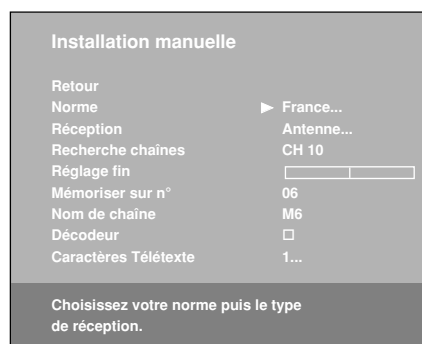 Installation manuelle
Retour
Norme ▶ France...
Réception Antenne...
Recherche chaînes CH 10
Réglage fin
Mémoriser sur n° 06
Nom de chaîne M6
Décodeur □
Caractères Télétexte 1...
Choisissez votre norme puis le type
de réception.